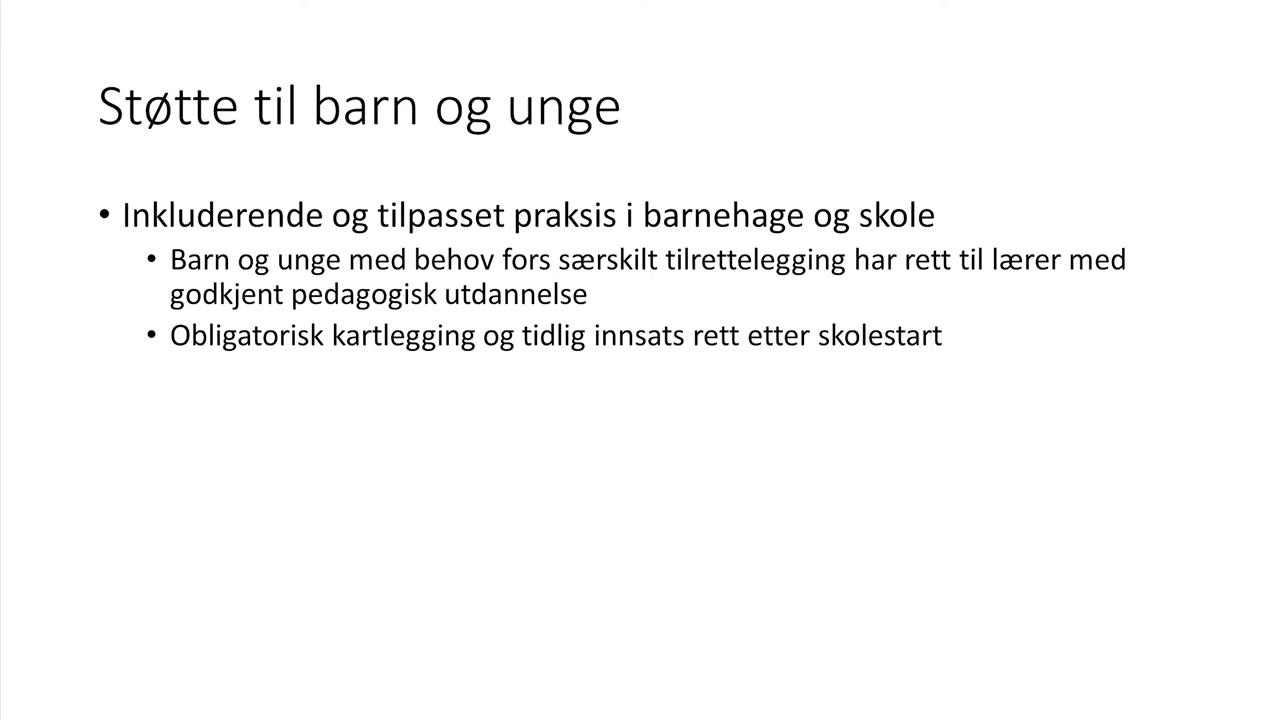 Støtte til barn og unge
• Inkluderende og tilpasset praksis i barnehage og skole
• Barn og unge med behov fors særskilt tilrettelegging har rett til lærer med
godkjent pedagogisk utdannelse
• Obligatorisk kartlegging og tidlig innsats rett etter skolestart